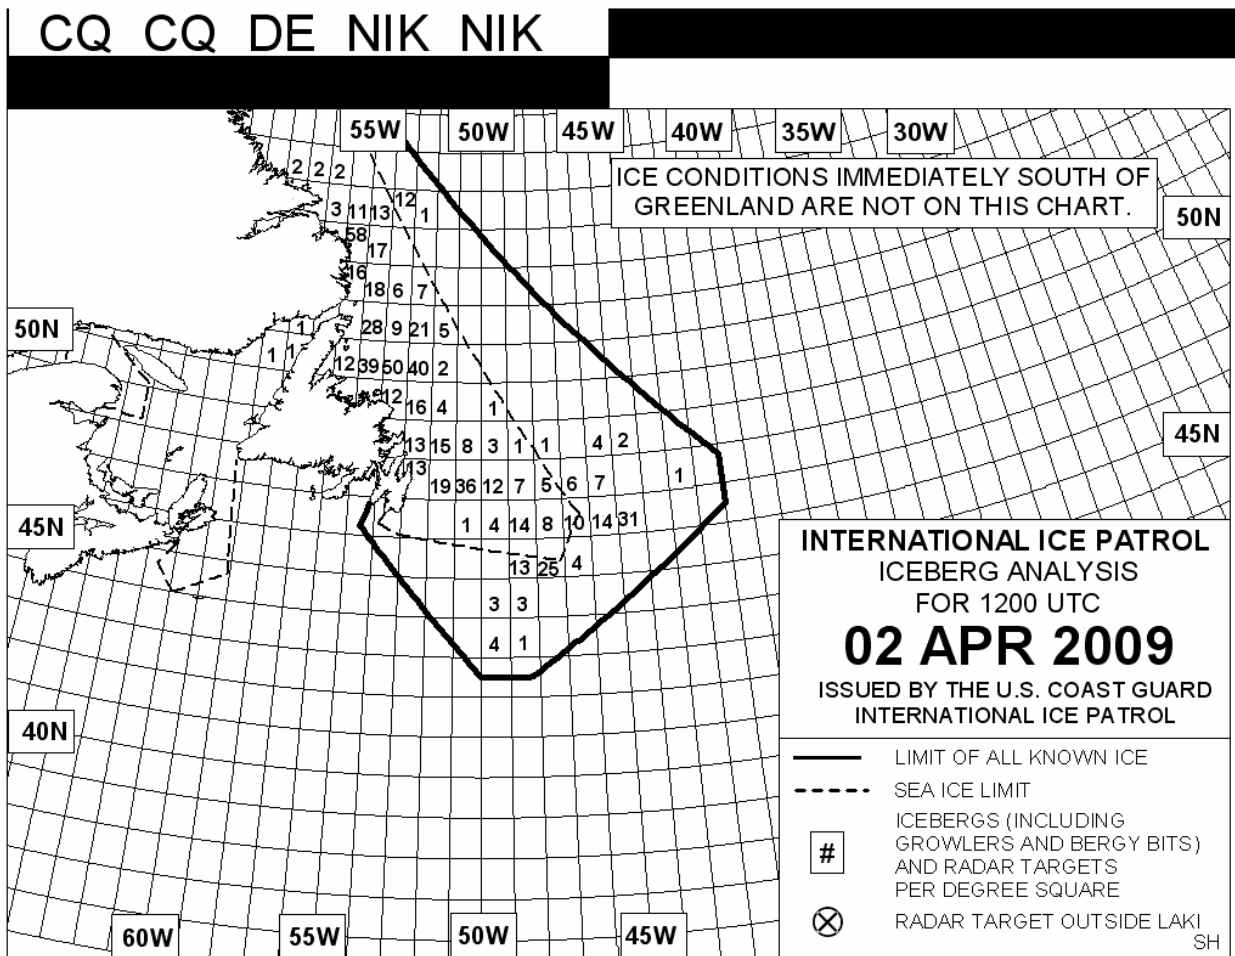 CQ CQ DE NIK NIK
55W 50W 45W 40W 35W 30W
ICE CONDITIONS IMMEDIATELY SOUTH OF
GREENLAND ARE NOT ON THIS CHART.
2 2 2
12
3 11 13 1
50N
58
17
16
18 6 7
50N
1 28 9 21 5
1 1
12 39 50 40 2
12
16 4 1
13 15 8 3 1 1 4 2
45N
13
19 36 12 7 5 6 7 1
45N
1 4 14 8 10 14 31
13 25 4
3 3
4 1
40N
60W 55W 50W 45W
INTERNATIONAL ICE PATROL
ICEBERG ANALYSIS
FOR 1200 UTC
02 APR 2009
ISSUED BY THE U.S. COAST GUARD
INTERNATIONAL ICE PATROL
LIMIT OF ALL KNOWN ICE
SEA ICE LIMIT
# ICEBERGS (INCLUDING
GROWLERS AND BERGY BITS)
AND RADAR TARGETS
PER DEGREE SQUARE
RADAR TARGET OUTSIDE LAKI
SH